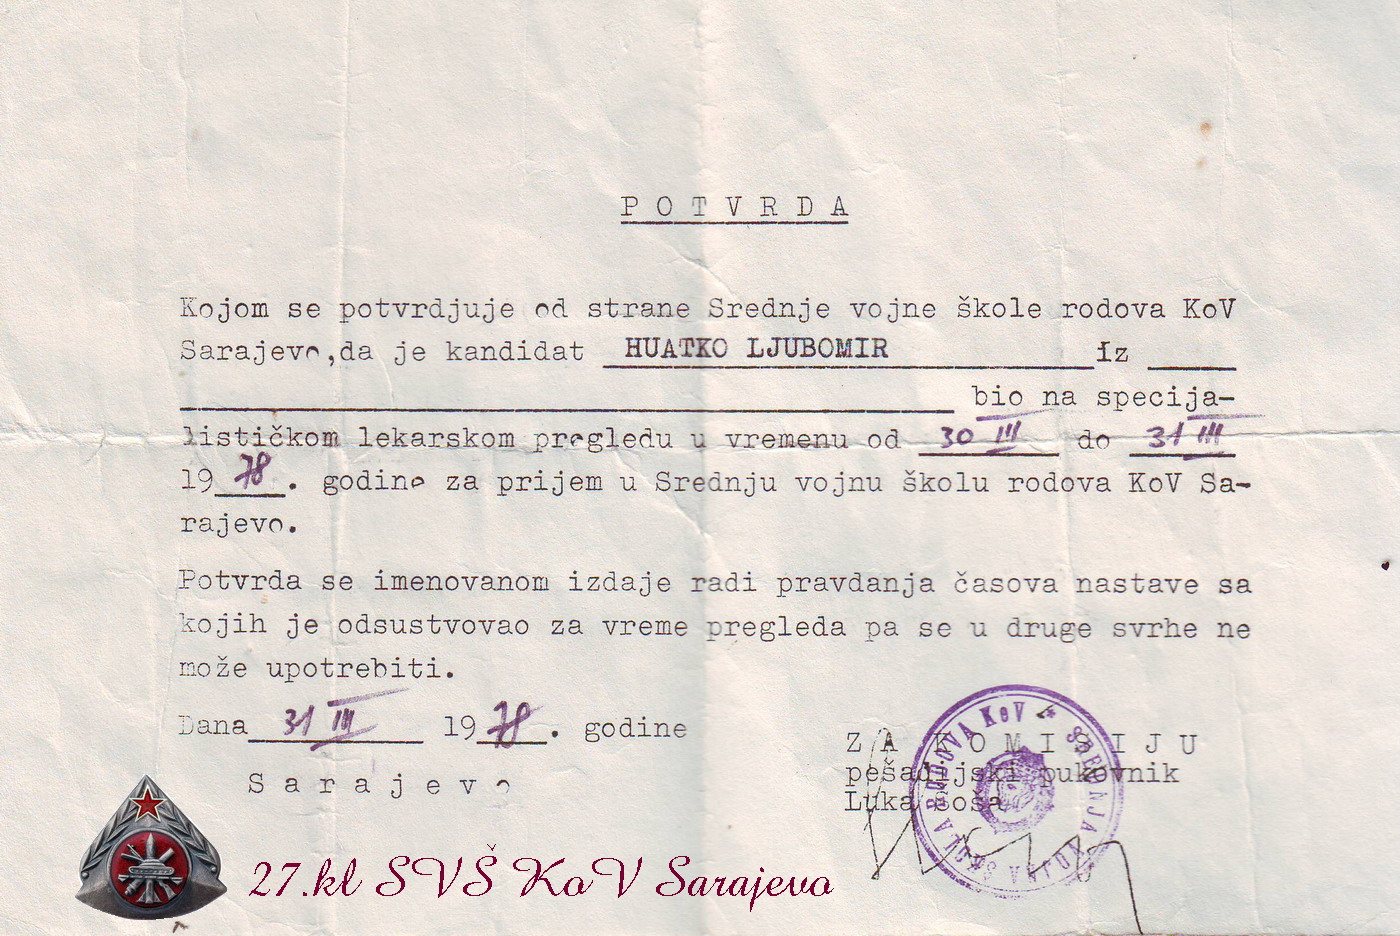 P O T V R D A
Kojom se potvrdjuje od strane Srednje vojne škole rodova KoV
Sarajevo,da je kandidat HUATKO LJUBOMIR iz
bio na specija-
lističkom lekarskom pregledu u vremenu od 30 III do 31 III
19 78. godine za prijem u Srednju vojnu školu rodova KoV Sa-
rajevo.
Potvrda se imenovanom izdaje radi pravdanja časova nastave sa
kojih je odsustvovao za vreme pregleda pa se u druge svrhe ne
može upotrebiti.
Dana 31 III 19 78. godine
S a r a j e v o
Z A K O M I S I J U
pešadijski pukovnik
Luka Šoša
SREDNJA VOJNA ŠKOLA RODOVA KoV *
27.kl SVŠ KoV Sarajevo